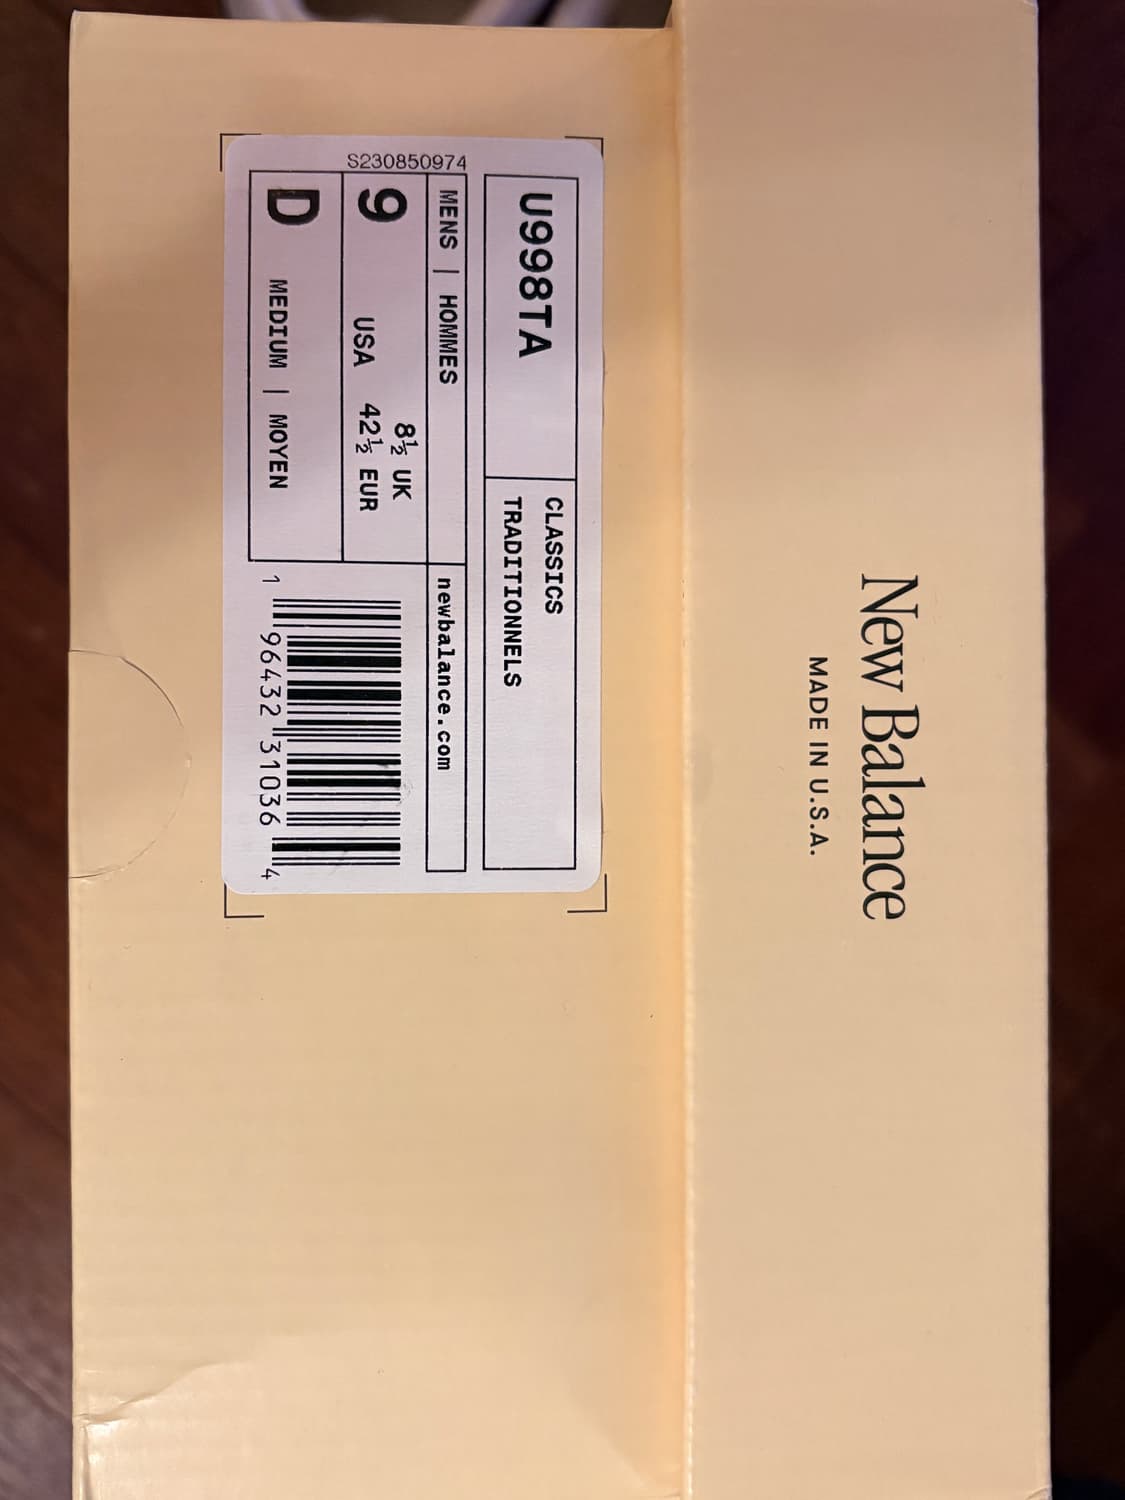 New Balance
MADE IN U.S.A.
U998TA
CLASSICS
TRADITIONNELS
S230850974
MENS | HOMMES
newbalance.com
9 USA
8½ UK
42½ EUR
D MEDIUM | MOYEN
1 96432 31036 4